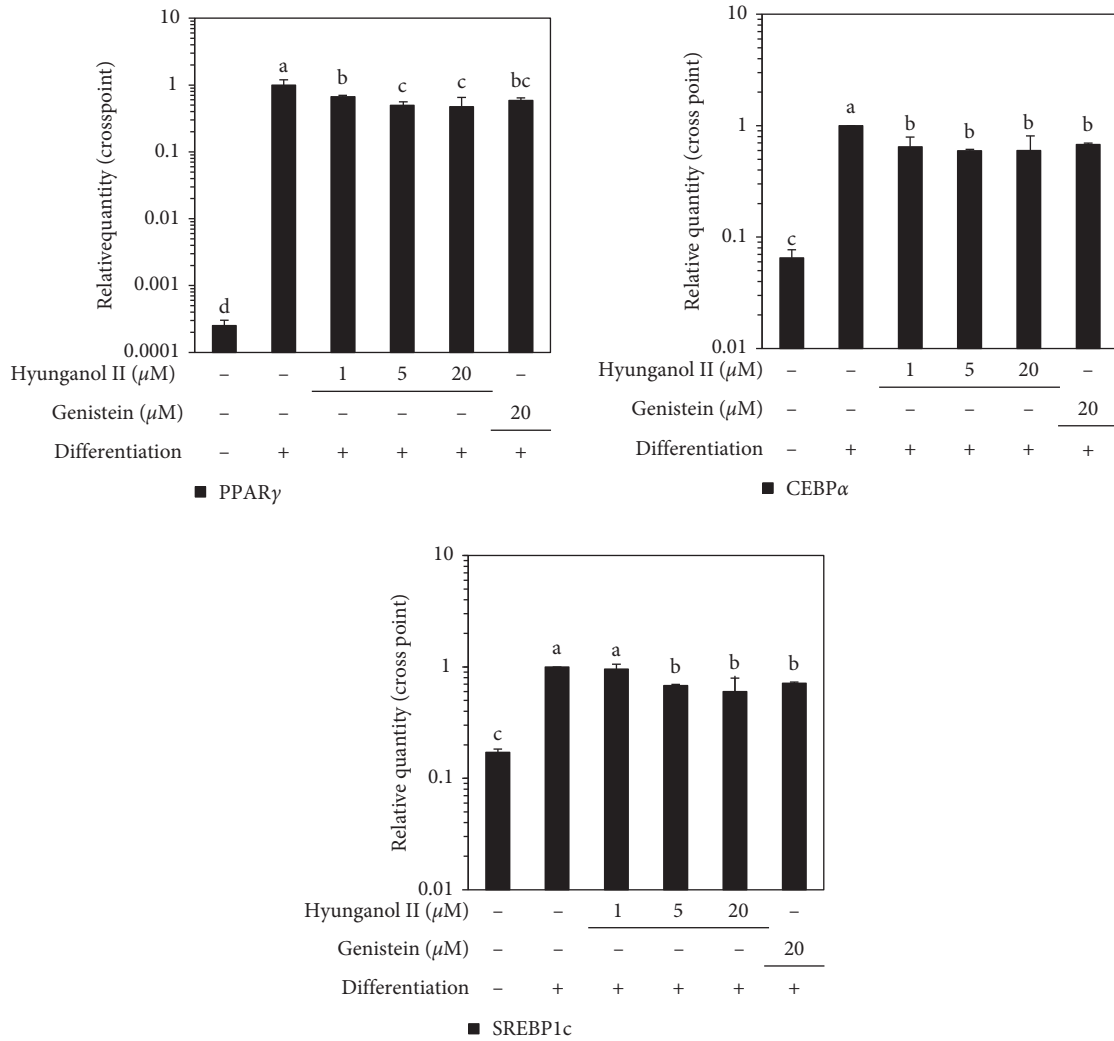 10
1
0.1
0.01
0.001
0.0001
Relativequantity (crosspoint)
a
b
c
c
bc
d
Hyunganol II (μM) – – 1 5 20 –
Genistein (μM) – – – – – 20
Differentiation – + + + + +
PPARγ
10
1
0.1
0.01
Relative quantity (cross point)
a
b
b
b
b
c
Hyunganol II (μM) – – 1 5 20 –
Genistein (μM) – – – – – 20
Differentiation – + + + + +
CEBPα
10
1
0.1
0.01
Relative quantity (cross point)
a
a
b
b
b
c
Hyunganol II (μM) – – 1 5 20 –
Genistein (μM) – – – – – 20
Differentiation – + + + + +
SREBP1c